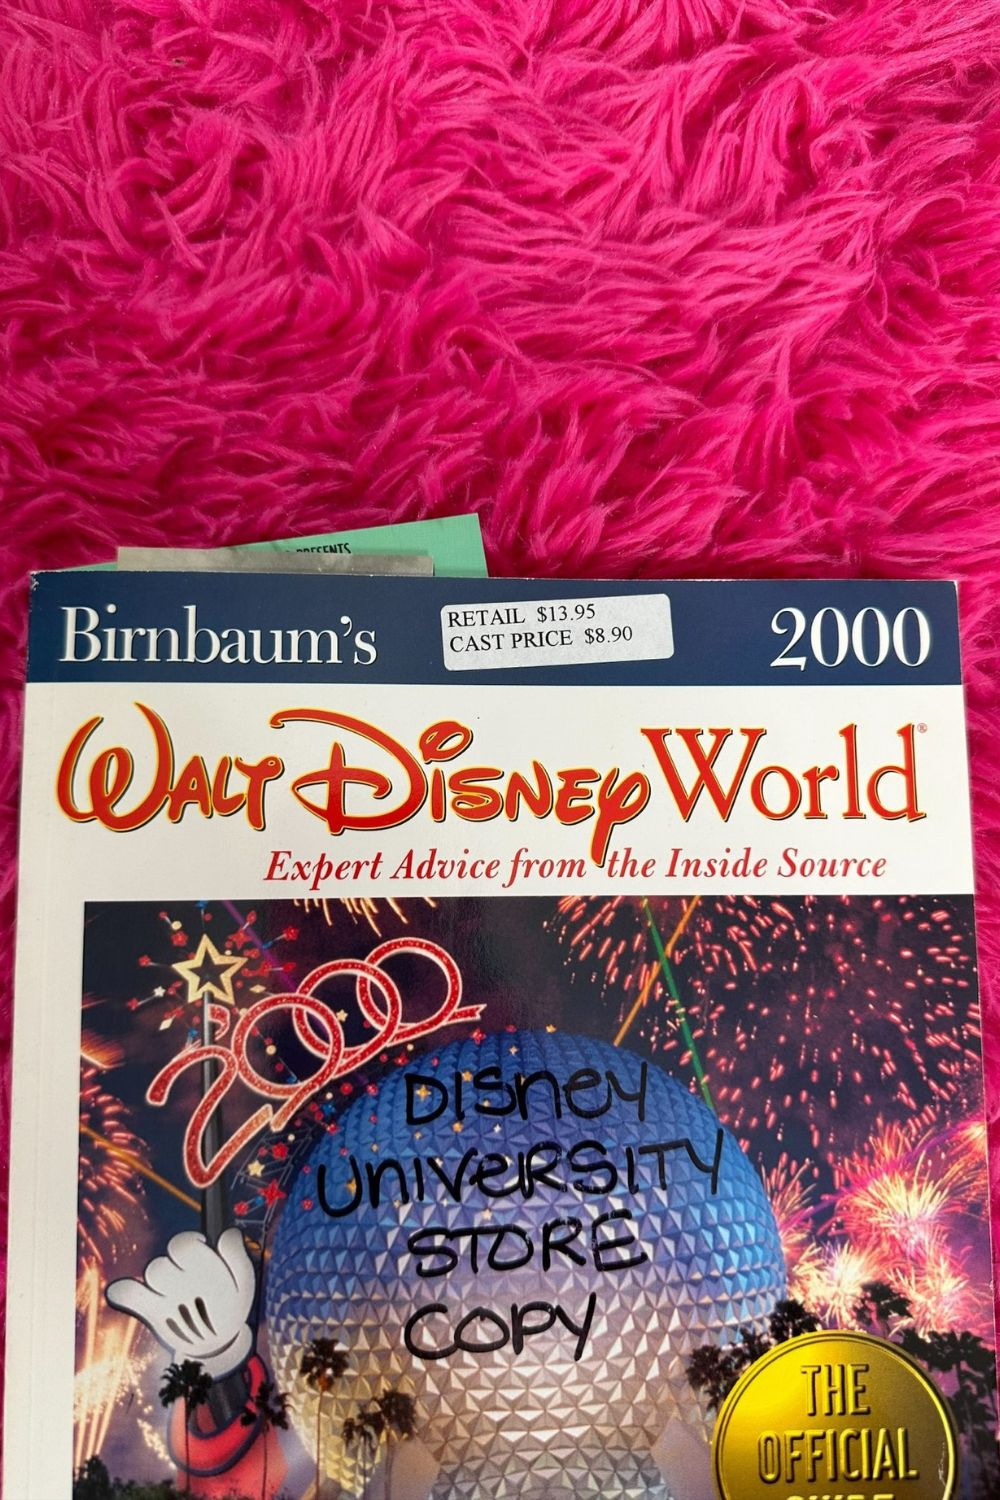 PRESENTS
Birnbaum's
RETAIL $13.95
CAST PRICE $8.90
2000
WALT DISNEY World®
Expert Advice from the Inside Source
2000
DISNEY
UNIVERSITY
STORE
COPY
THE
OFFICIAL